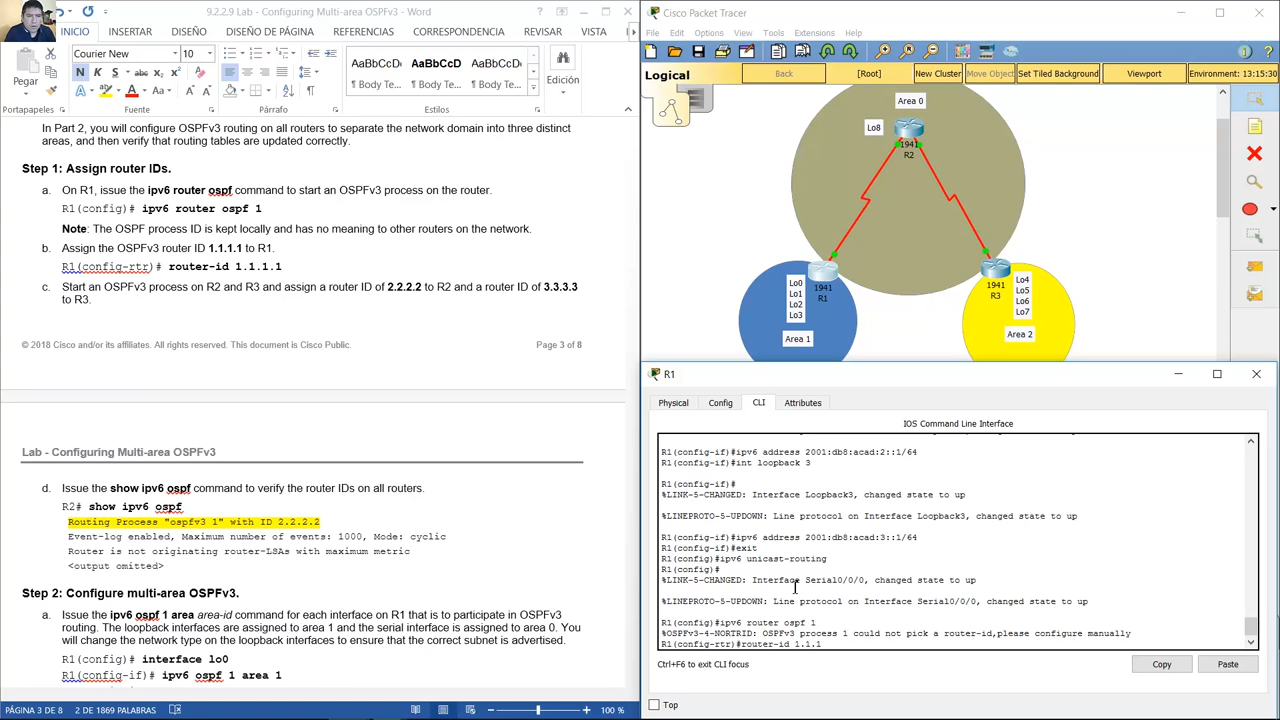 9.2.2.9 Lab - Configuring Multi-area OSPFv3 - Word
INICIO
INSERTAR
DISEÑO
DISEÑO DE PÁGINA
REFERENCIAS
CORRESPONDENCIA
REVISAR
VISTA
Courier New
10
AaBbCcDc
AaBbCcD
AaBbCcDc
Pegar
¶ Body Te...
¶ Body Te...
¶ Body Te...
Edición
Portapapeles
Fuente
Párrafo
Estilos
In Part 2, you will configure OSPFv3 routing on all routers to separate the network domain into three distinct
areas, and then verify that routing tables are updated correctly.
Step 1: Assign router IDs.
a. On R1, issue the ipv6 router ospf command to start an OSPFv3 process on the router.
R1(config)# ipv6 router ospf 1
Note: The OSPF process ID is kept locally and has no meaning to other routers on the network.
b. Assign the OSPFv3 router ID 1.1.1.1 to R1.
R1(config-rtr)# router-id 1.1.1.1
c. Start an OSPFv3 process on R2 and R3 and assign a router ID of 2.2.2.2 to R2 and a router ID of 3.3.3.3
to R3.
© 2018 Cisco and/or its affiliates. All rights reserved. This document is Cisco Public.
Page 3 of 8
Lab - Configuring Multi-area OSPFv3
d. Issue the show ipv6 ospf command to verify the router IDs on all routers.
R2# show ipv6 ospf
Routing Process "ospfv3 1" with ID 2.2.2.2
Event-log enabled, Maximum number of events: 1000, Mode: cyclic
Router is not originating router-LSAs with maximum metric
<output omitted>
Step 2: Configure multi-area OSPFv3.
a. Issue the ipv6 ospf 1 area area-id command for each interface on R1 that is to participate in OSPFv3
routing. The loopback interfaces are assigned to area 1 and the serial interface is assigned to area 0. You
will change the network type on the loopback interfaces to ensure that the correct subnet is advertised.
R1(config)# interface lo0
R1(config-if)# ipv6 ospf 1 area 1
PÁGINA 3 DE 8
2 DE 1869 PALABRAS
100 %
Cisco Packet Tracer
File
Edit
Options
View
Tools
Extensions
Help
Logical
Back
[Root]
New Cluster
Move Object
Set Tiled Background
Viewport
Environment: 13:15:30
Area 0
Lo8
1941
R2
1941
R1
Lo0
Lo1
Lo2
Lo3
Area 1
1941
R3
Lo4
Lo5
Lo6
Lo7
Area 2
R1
Physical
Config
CLI
Attributes
IOS Command Line Interface
R1(config-if)#ipv6 address 2001:db8:acad:2::1/64
R1(config-if)#int loopback 3
R1(config-if)#
%LINK-5-CHANGED: Interface Loopback3, changed state to up
%LINEPROTO-5-UPDOWN: Line protocol on Interface Loopback3, changed state to up
R1(config-if)#ipv6 address 2001:db8:acad:3::1/64
R1(config-if)#exit
R1(config)#ipv6 unicast-routing
R1(config)#
%LINK-5-CHANGED: Interface Serial0/0/0, changed state to up
%LINEPROTO-5-UPDOWN: Line protocol on Interface Serial0/0/0, changed state to up
R1(config)#ipv6 router ospf 1
%OSPFv3-4-NORTRID: OSPFv3 process 1 could not pick a router-id,please configure manually
R1(config-rtr)#router-id 1.1.1
Ctrl+F6 to exit CLI focus
Copy
Paste
Top